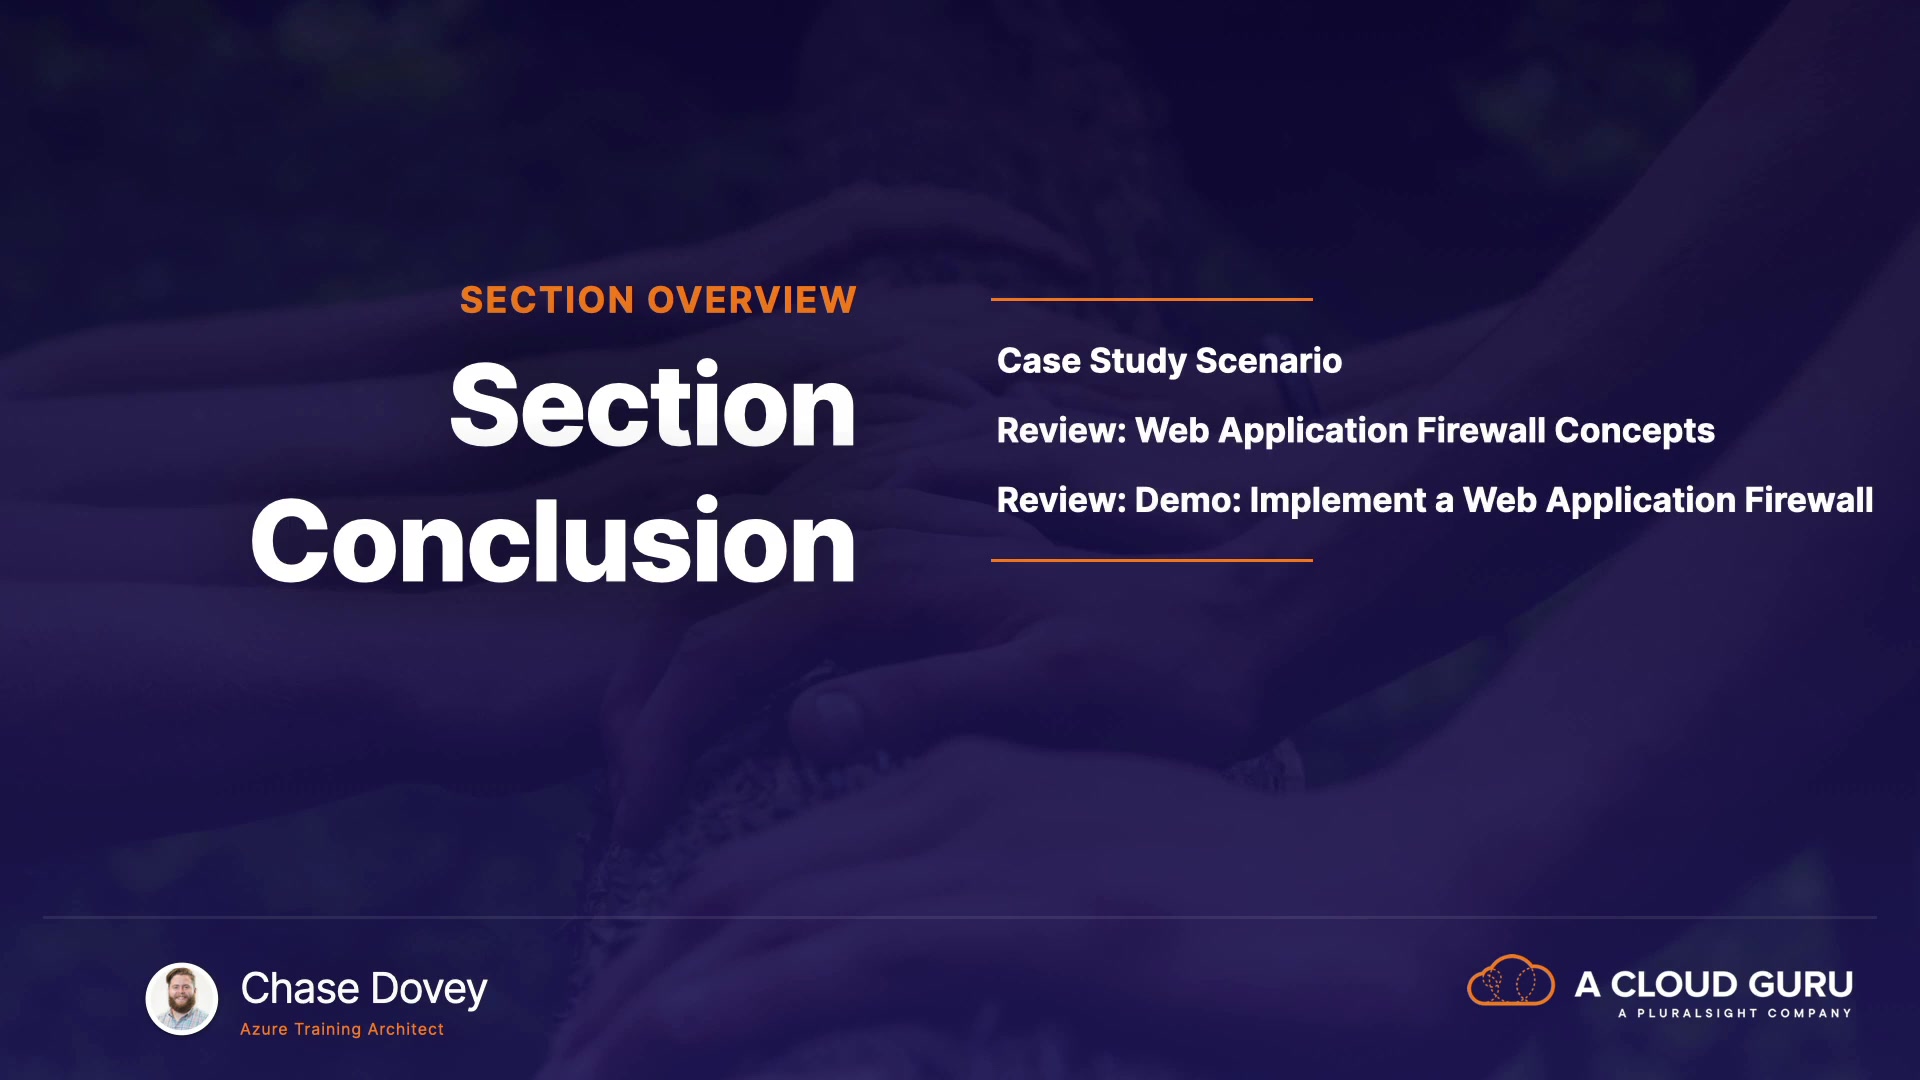 SECTION OVERVIEW
Section
Conclusion
Case Study Scenario
Review: Web Application Firewall Concepts
Review: Demo: Implement a Web Application Firewall
Chase Dovey
Azure Training Architect
A CLOUD GURU
A PLURALSIGHT COMPANY